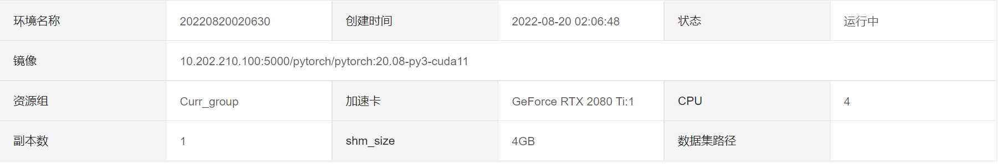 环境名称 20220820020630 创建时间 2022-08-20 02:06:48 状态 运行中
镜像 10.202.210.100:5000/pytorch/pytorch:20.08-py3-cuda11
资源组 Curr_group 加速卡 GeForce RTX 2080 Ti:1 CPU 4
副本数 1 shm_size 4GB 数据集路径